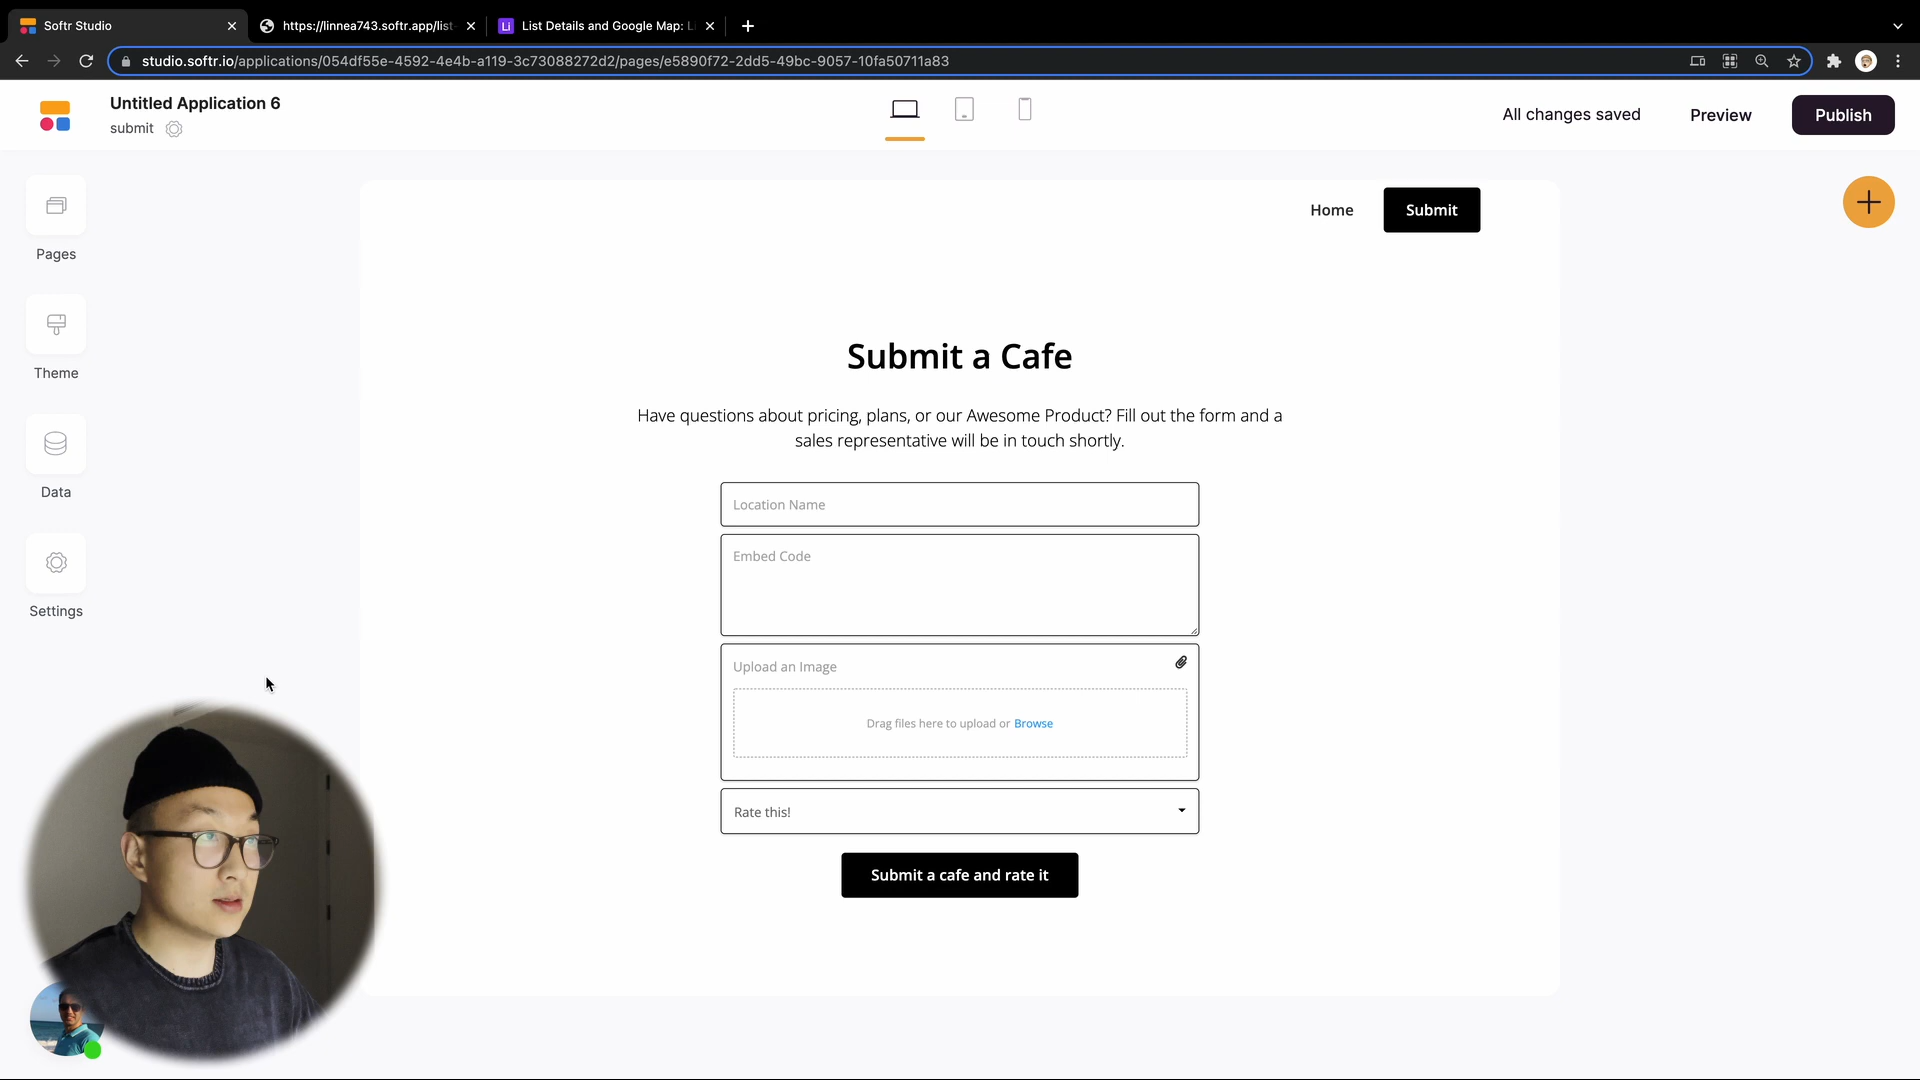 Softr Studio
https://linnea743.softr.app/list-
List Details and Google Map: Li
studio.softr.io/applications/054df55e-4592-4e4b-a119-3c73088272d2/pages/e5890f72-2dd5-49bc-9057-10fa50711a83
Untitled Application 6
submit
All changes saved
Preview
Publish
Pages
Theme
Data
Settings
Home
Submit
Submit a Cafe
Have questions about pricing, plans, or our Awesome Product? Fill out the form and a
sales representative will be in touch shortly.
Location Name
Embed Code
Upload an Image
Drag files here to upload or Browse
Rate this!
Submit a cafe and rate it